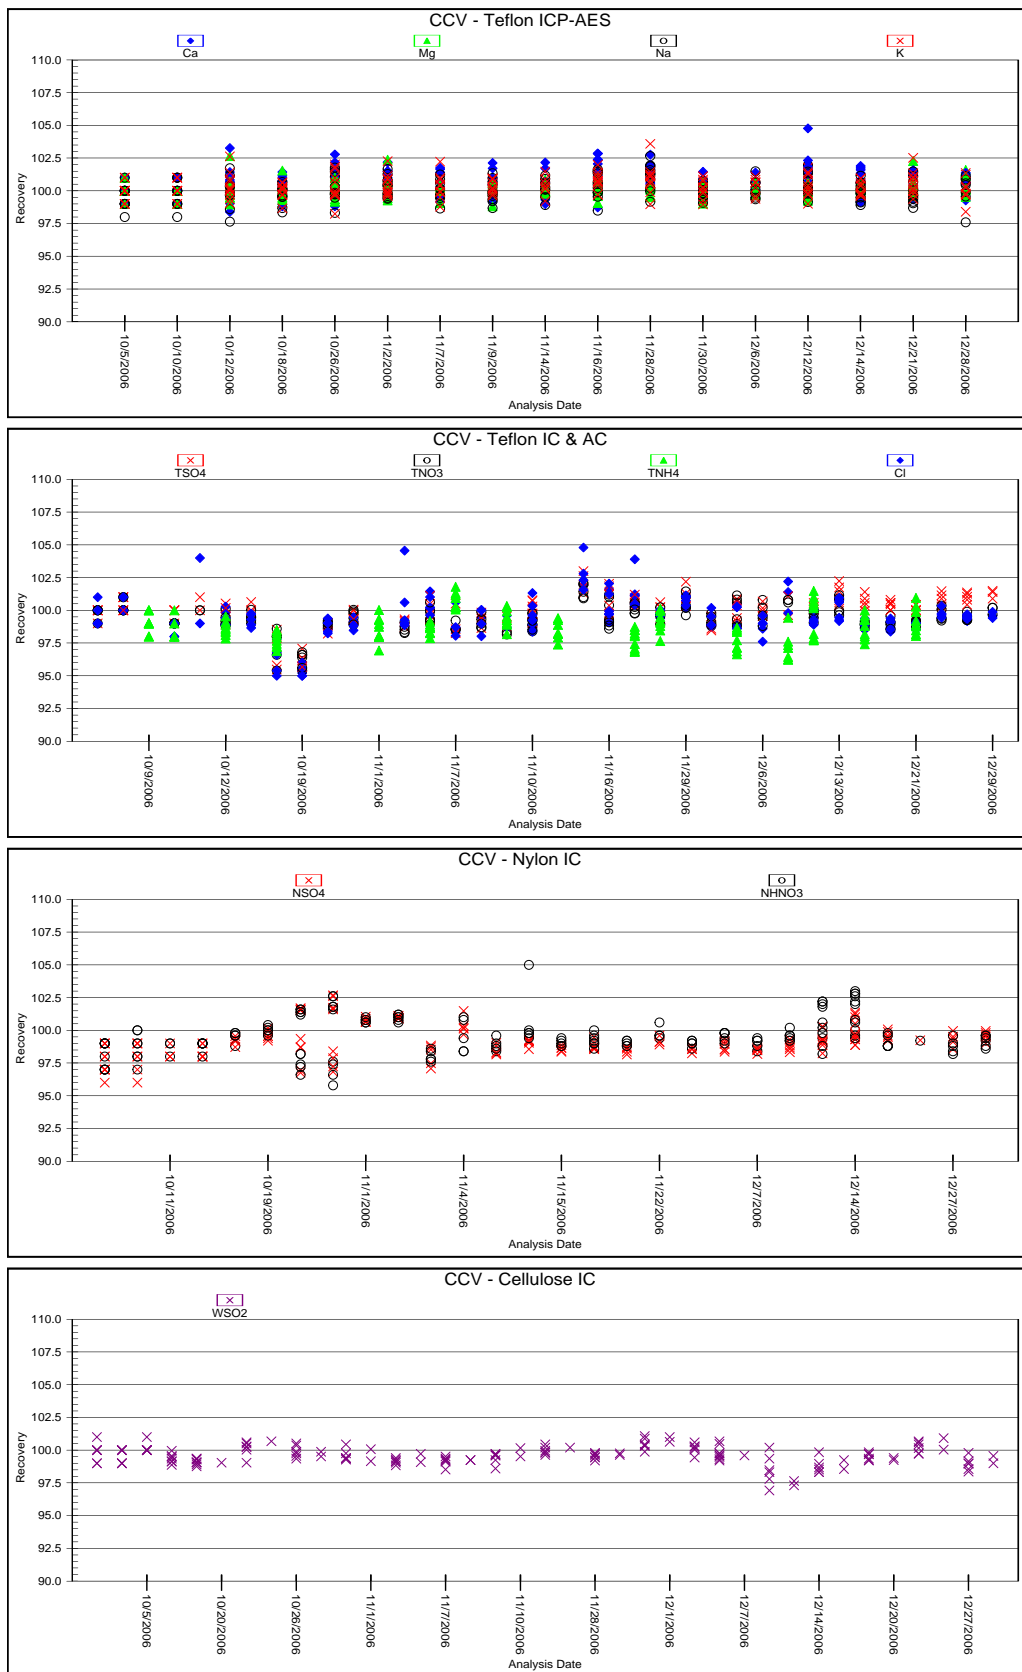 CCV - Teflon ICP-AES
Ca Mg Na K
110.0
107.5
105.0
102.5
100.0
97.5
95.0
92.5
90.0
Recovery
10/5/2006 10/10/2006 10/12/2006 10/18/2006 10/26/2006 11/2/2006 11/7/2006 11/9/2006 11/14/2006 11/16/2006 11/28/2006 11/30/2006 12/6/2006 12/12/2006 12/14/2006 12/21/2006 12/28/2006
Analysis Date
CCV - Teflon IC & AC
TSO4 TNO3 TNH4 Cl
110.0
107.5
105.0
102.5
100.0
97.5
95.0
92.5
90.0
Recovery
10/9/2006 10/12/2006 10/19/2006 11/1/2006 11/7/2006 11/10/2006 11/16/2006 11/29/2006 12/6/2006 12/13/2006 12/21/2006 12/29/2006
Analysis Date
CCV - Nylon IC
NSO4 NHNO3
110.0
107.5
105.0
102.5
100.0
97.5
95.0
92.5
90.0
Recovery
10/11/2006 10/19/2006 11/1/2006 11/4/2006 11/15/2006 11/22/2006 12/7/2006 12/14/2006 12/27/2006
Analysis Date
CCV - Cellulose IC
WSO2
110.0
107.5
105.0
102.5
100.0
97.5
95.0
92.5
90.0
Recovery
10/5/2006 10/20/2006 10/26/2006 11/1/2006 11/7/2006 11/10/2006 11/28/2006 12/1/2006 12/7/2006 12/14/2006 12/20/2006 12/27/2006
Analysis Date